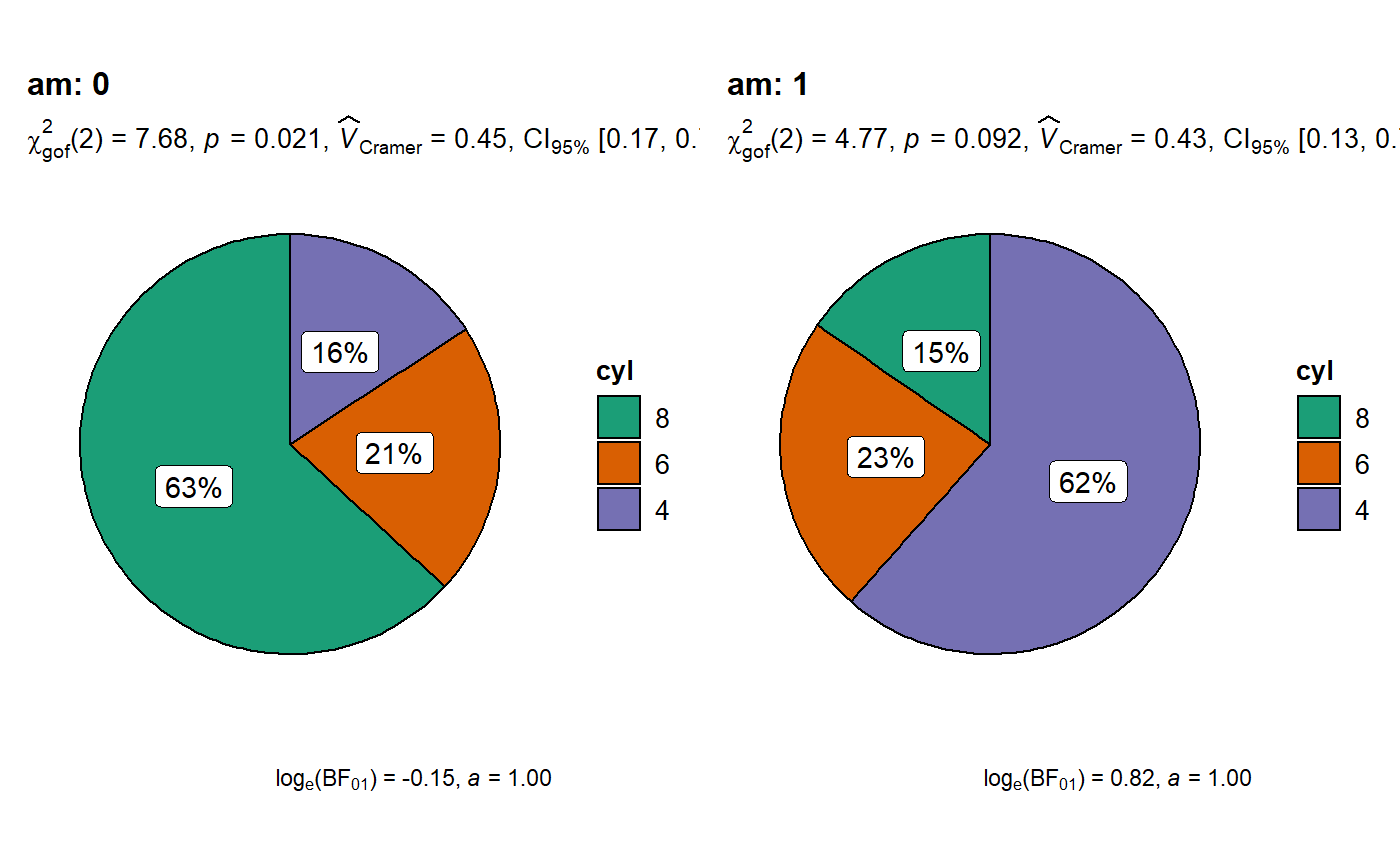 am: 0
χ²gof(2) = 7.68, p = 0.021, V̂Cramer = 0.45, CI95% [0.17, 0.
16%
21%
63%
cyl
8
6
4
loge(BF01) = -0.15, a = 1.00
am: 1
χ²gof(2) = 4.77, p = 0.092, V̂Cramer = 0.43, CI95% [0.13, 0.
15%
23%
62%
cyl
8
6
4
loge(BF01) = 0.82, a = 1.00